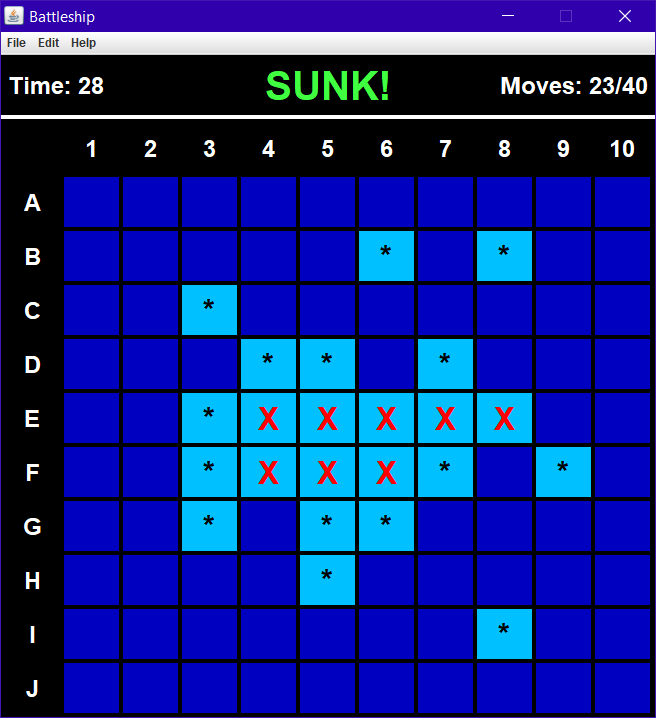 Battleship
File Edit Help
Time: 28 SUNK! Moves: 23/40
1 2 3 4 5 6 7 8 9 10
A
B * *
C *
D * * *
E * X X X X X
F * X X X * *
G * * *
H *
I *
J